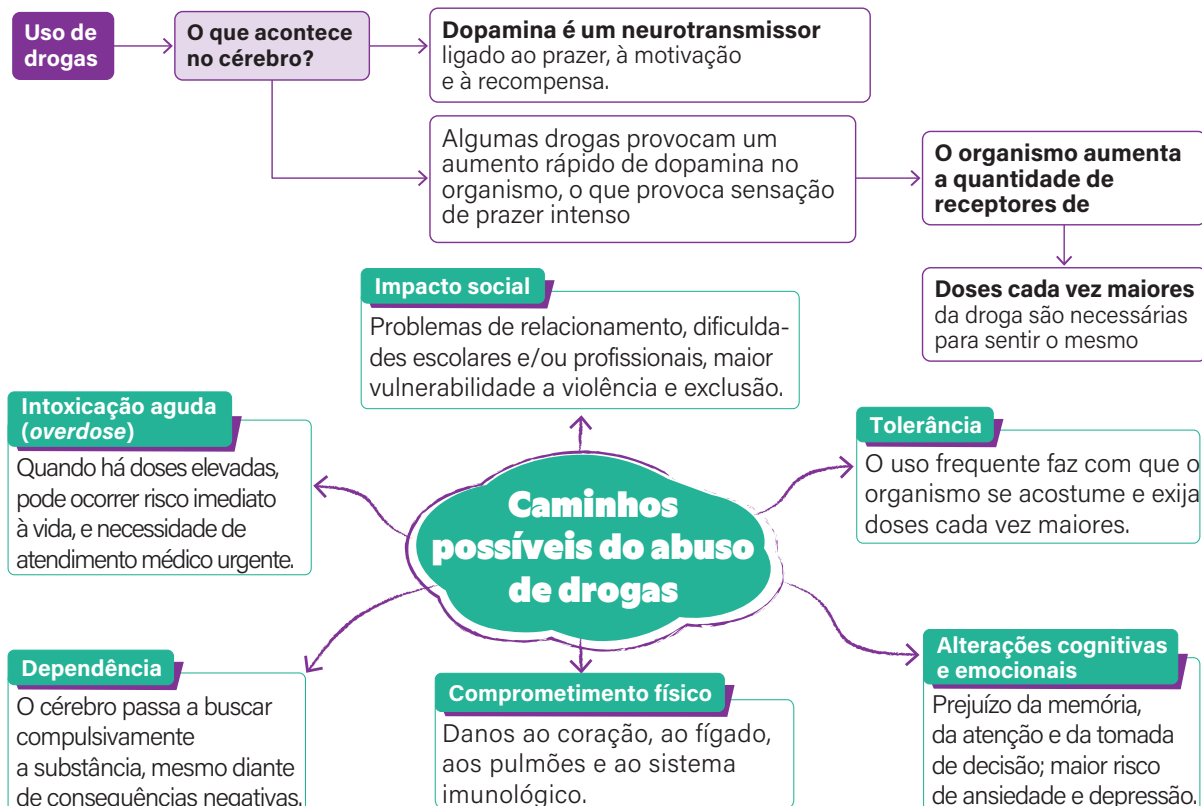 Uso de
drogas
O que acontece
no cérebro?
Dopamina é um neurotransmissor
ligado ao prazer, à motivação
e à recompensa.
Algumas drogas provocam um
aumento rápido de dopamina no
organismo, o que provoca sensação
de prazer intenso
O organismo aumenta
a quantidade de
receptores de
Doses cada vez maiores
da droga são necessárias
para sentir o mesmo
Impacto social
Problemas de relacionamento, dificulda-
des escolares e/ou profissionais, maior
vulnerabilidade a violência e exclusão.
Intoxicação aguda
(overdose)
Quando há doses elevadas,
pode ocorrer risco imediato
à vida, e necessidade de
atendimento médico urgente.
Tolerância
O uso frequente faz com que o
organismo se acostume e exija
doses cada vez maiores.
Caminhos
possíveis do abuso
de drogas
Dependência
O cérebro passa a buscar
compulsivamente
a substância, mesmo diante
de consequências negativas.
Comprometimento físico
Danos ao coração, ao fígado,
aos pulmões e ao sistema
imunológico.
Alterações cognitivas
e emocionais
Prejuízo da memória,
da atenção e da tomada
de decisão; maior risco
de ansiedade e depressão.